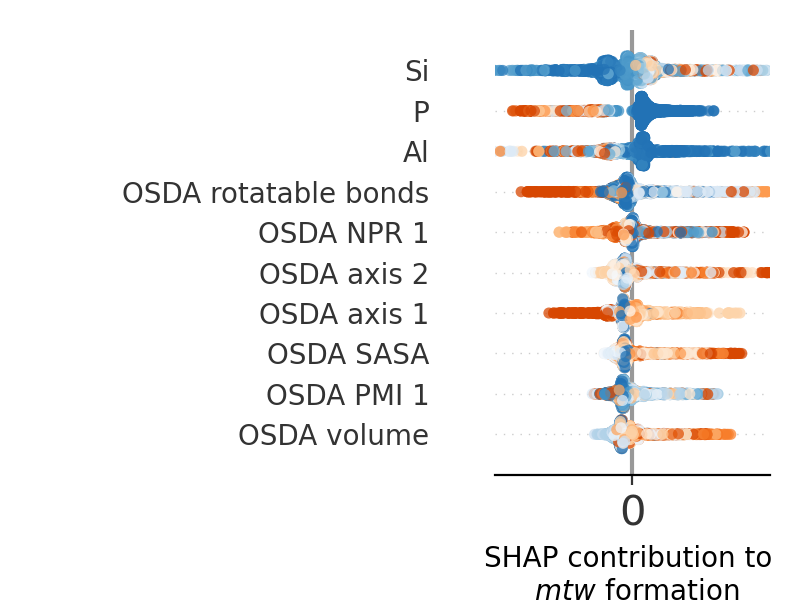 Si
P
Al
OSDA rotatable bonds
OSDA NPR 1
OSDA axis 2
OSDA axis 1
OSDA SASA
OSDA PMI 1
OSDA volume
0
SHAP contribution to
mtw formation